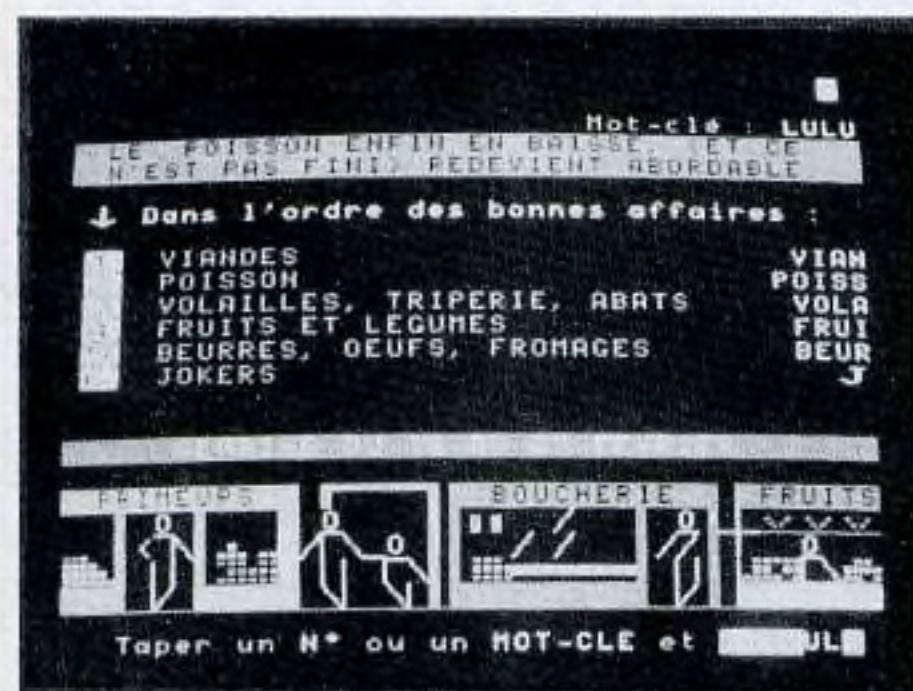 Mot-clé : LULU
LE POISSON ENFIN EN BAISSE, (ET CE
N'EST PAS FINI) REDEVIENT ABORDABLE
↓ Dans l'ordre des bonnes affaires :
VIANDES VIAN
POISSON POISS
VOLAILLES, TRIPERIE, ABATS VOLA
FRUITS ET LEGUMES FRUI
BEURRES, OEUFS, FROMAGES BEUR
JOKERS J
PRIMEURS BOUCHERIE FRUITS
Taper un N° ou un MOT-CLE et